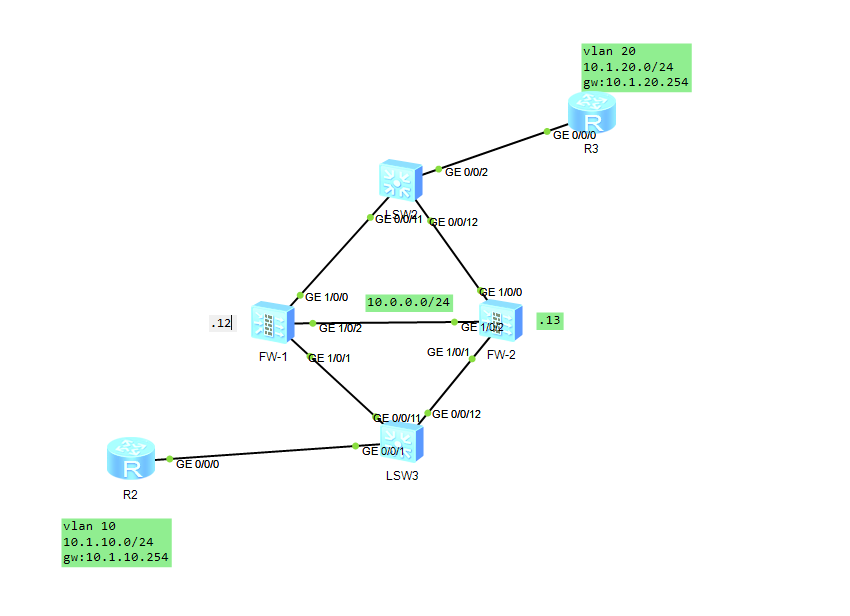 vlan 20
10.1.20.0/24
gw:10.1.20.254
R
GE 0/0/0
R3
GE 0/0/2
LSW2
GE 0/0/11
GE 0/0/12
GE 1/0/0
GE 1/0/0
10.0.0.0/24
.12
GE 1/0/2
GE 1/0/2
.13
FW-1
FW-2
GE 1/0/1
GE 1/0/1
GE 0/0/11
GE 0/0/12
R
GE 0/0/0
GE 0/0/1
LSW3
R2
vlan 10
10.1.10.0/24
gw:10.1.10.254